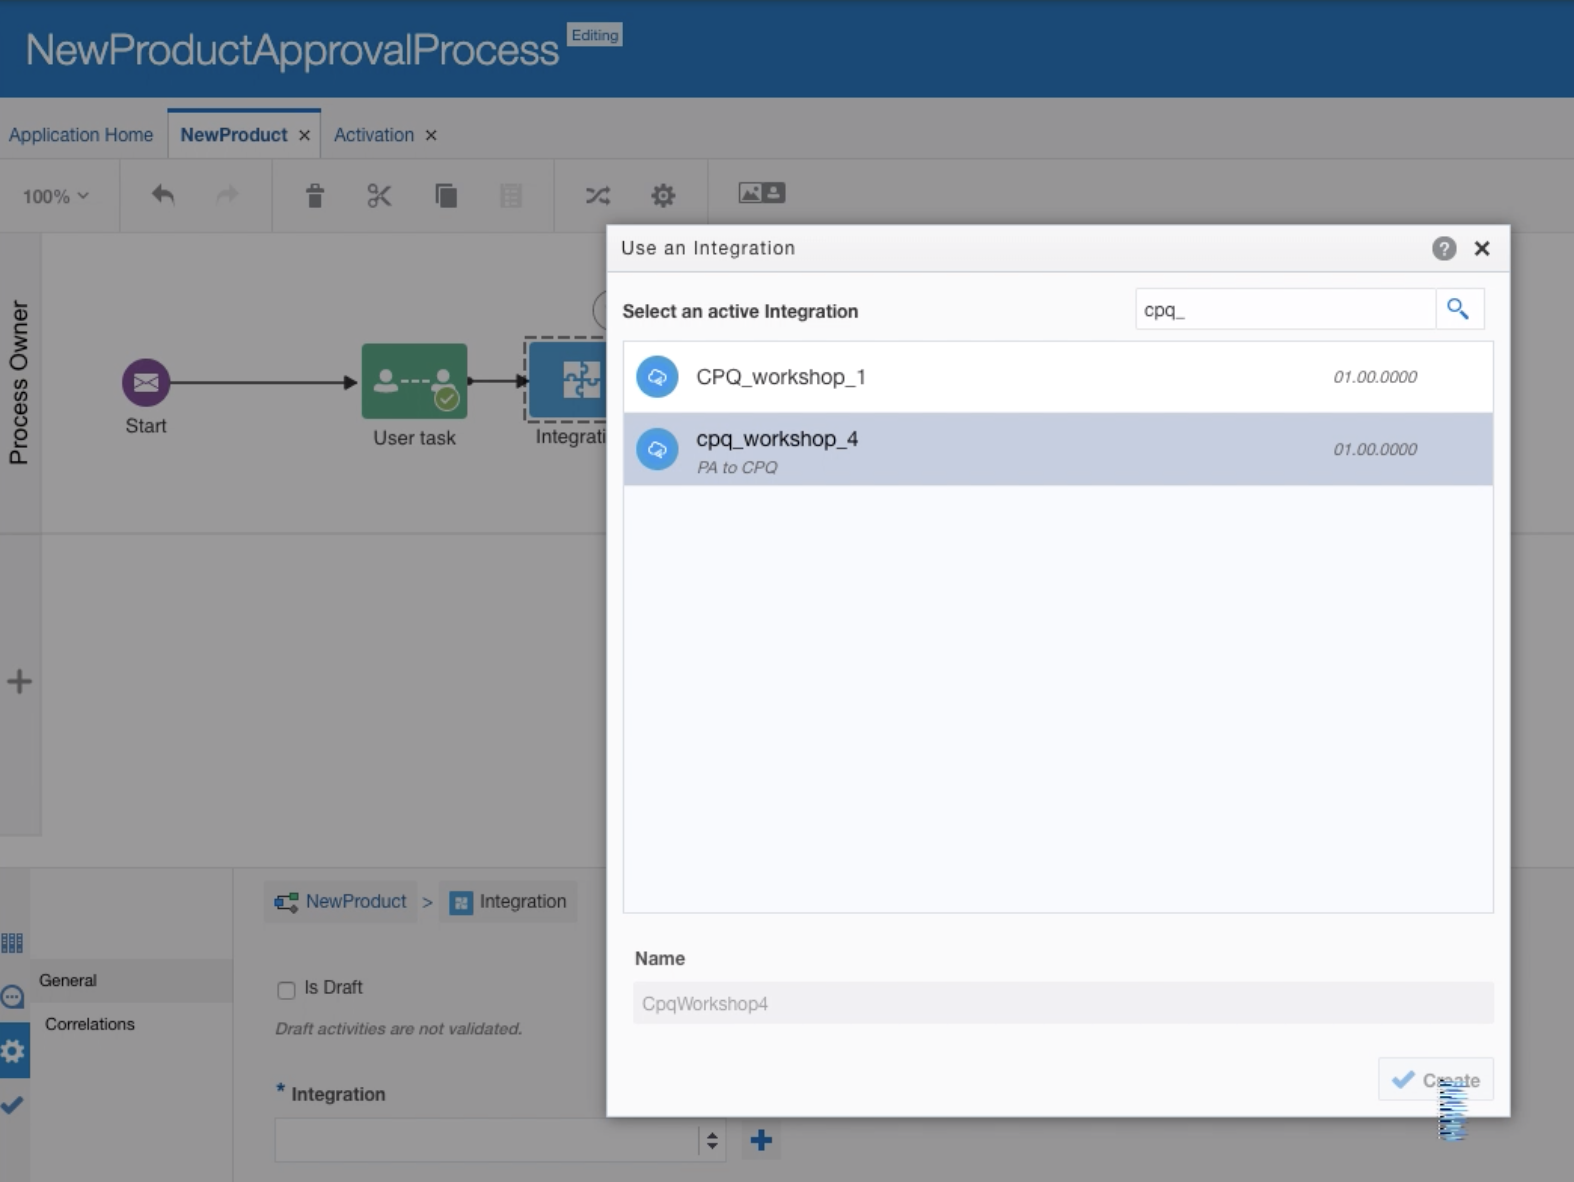 NewProductApprovalProcess Editing
Application Home NewProduct Activation
100%
Use an Integration
Select an active Integration cpq_
CPQ_workshop_1 01.00.0000
cpq_workshop_4 01.00.0000
PA to CPQ
Process Owner
Start
User task
Integrati
NewProduct > Integration
General
Correlations
Is Draft
Draft activities are not validated.
* Integration
Name
CpqWorkshop4
Create